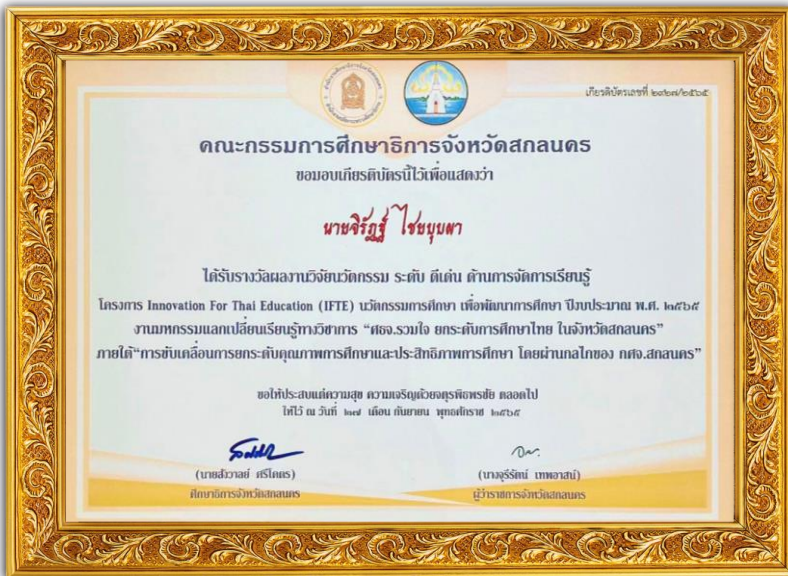 เกียรติบัตรเลขที่ ๒๙๒๗/๒๕๖๕
คณะกรรมการศึกษาธิการจังหวัดสกลนคร
ขอมอบเกียรติบัตรนี้ไว้เพื่อแสดงว่า
นายจิรัฏฐ์ ไชยบุบผา
ได้รับรางวัลผลงานวิจัยนวัตกรรม ระดับ ดีเด่น ด้านการจัดการเรียนรู้
โครงการ Innovation For Thai Education (IFTE) นวัตกรรมการศึกษา เพื่อพัฒนาการศึกษา ปีงบประมาณ พ.ศ. ๒๕๖๕
งานมหกรรมแลกเปลี่ยนเรียนรู้ทางวิชาการ “ศธจ.รวมใจ ยกระดับการศึกษาไทย ในจังหวัดสกลนคร”
ภายใต้“การขับเคลื่อนการยกระดับคุณภาพการศึกษาและประสิทธิภาพการศึกษา โดยผ่านกลไกของ กศจ.สกลนคร”
ขอให้ประสบแต่ความสุข ความเจริญด้วยจตุรพิธพรชัย ตลอดไป
ให้ไว้ ณ วันที่ ๒๗ เดือน กันยายน พุทธศักราช ๒๕๖๕
(นายสังวาลย์ ศรีโคตร) (นางจุรีรัตน์ เทพอาสน์)
ศึกษาธิการจังหวัดสกลนคร ผู้ว่าราชการจังหวัดสกลนคร